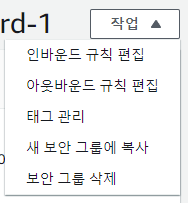 rd-1
작업
인바운드 규칙 편집
아웃바운드 규칙 편집
태그 관리
새 보안 그룹에 복사
보안 그룹 삭제